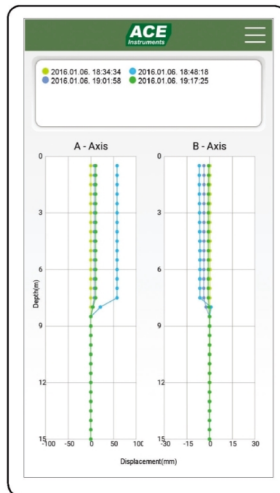 ACE
Instruments
2016.01.06. 18:34:34 2016.01.06. 18:48:18
2016.01.06. 19:01:58 2016.01.06. 19:17:25
A - Axis B - Axis
0 0
3 3
6 6
Depth(m)
9 9
12 12
15 15
-100 -50 0 50 100 -30 -15 0 15 30
Displacement(mm)